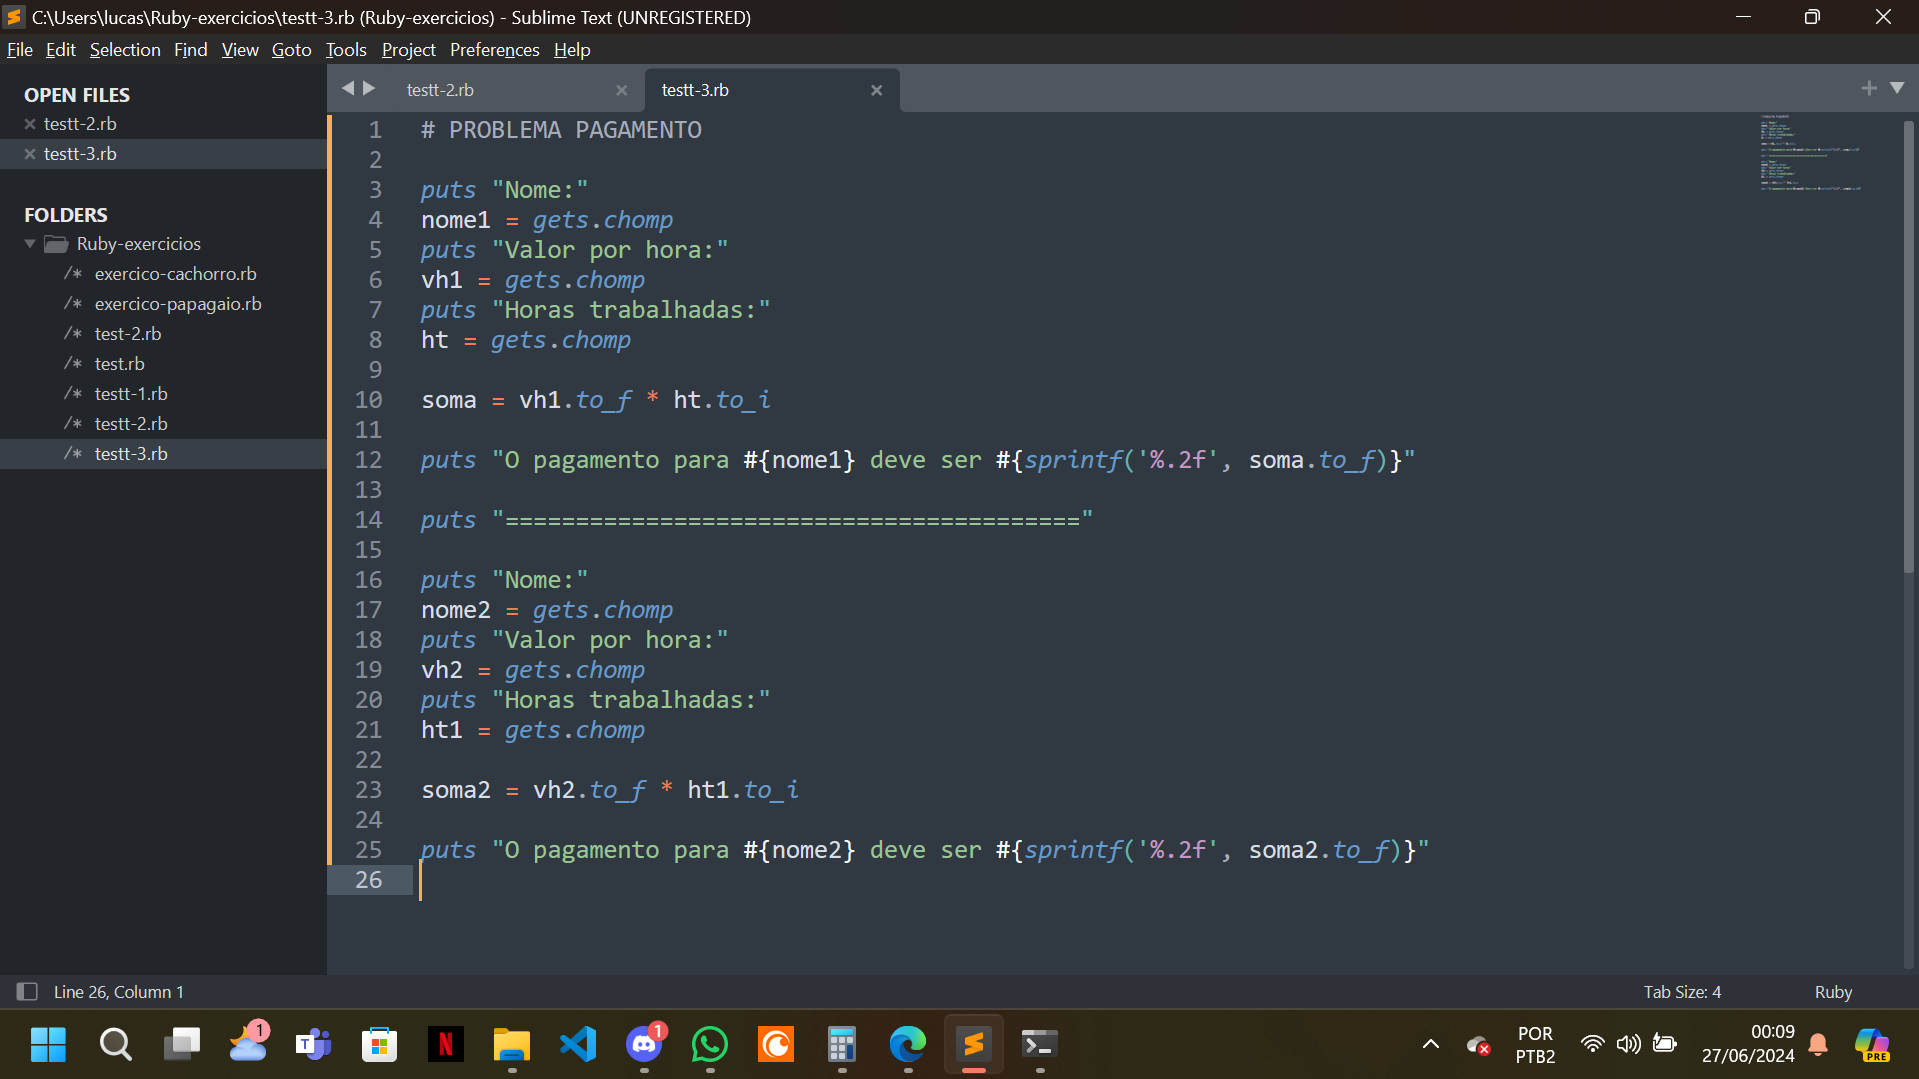 C:\Users\lucas\Ruby-exercicios\testt-3.rb (Ruby-exercicios) - Sublime Text (UNREGISTERED)
File Edit Selection Find View Goto Tools Project Preferences Help
OPEN FILES
testt-2.rb
testt-3.rb
FOLDERS
Ruby-exercicios
/* exercico-cachorro.rb
/* exercico-papagaio.rb
/* test-2.rb
/* test.rb
/* testt-1.rb
/* testt-2.rb
/* testt-3.rb
testt-2.rb testt-3.rb
1 # PROBLEMA PAGAMENTO
2
3 puts "Nome:"
4 nome1 = gets.chomp
5 puts "Valor por hora:"
6 vh1 = gets.chomp
7 puts "Horas trabalhadas:"
8 ht = gets.chomp
9
10 soma = vh1.to_f * ht.to_i
11
12 puts "O pagamento para #{nome1} deve ser #{sprintf('%.2f', soma.to_f)}"
13
14 puts "========================================="
15
16 puts "Nome:"
17 nome2 = gets.chomp
18 puts "Valor por hora:"
19 vh2 = gets.chomp
20 puts "Horas trabalhadas:"
21 ht1 = gets.chomp
22
23 soma2 = vh2.to_f * ht1.to_i
24
25 puts "O pagamento para #{nome2} deve ser #{sprintf('%.2f', soma2.to_f)}"
26
Line 26, Column 1 Tab Size: 4 Ruby
1
T
N
1
POR
PTB2
00:09
27/06/2024
PRE